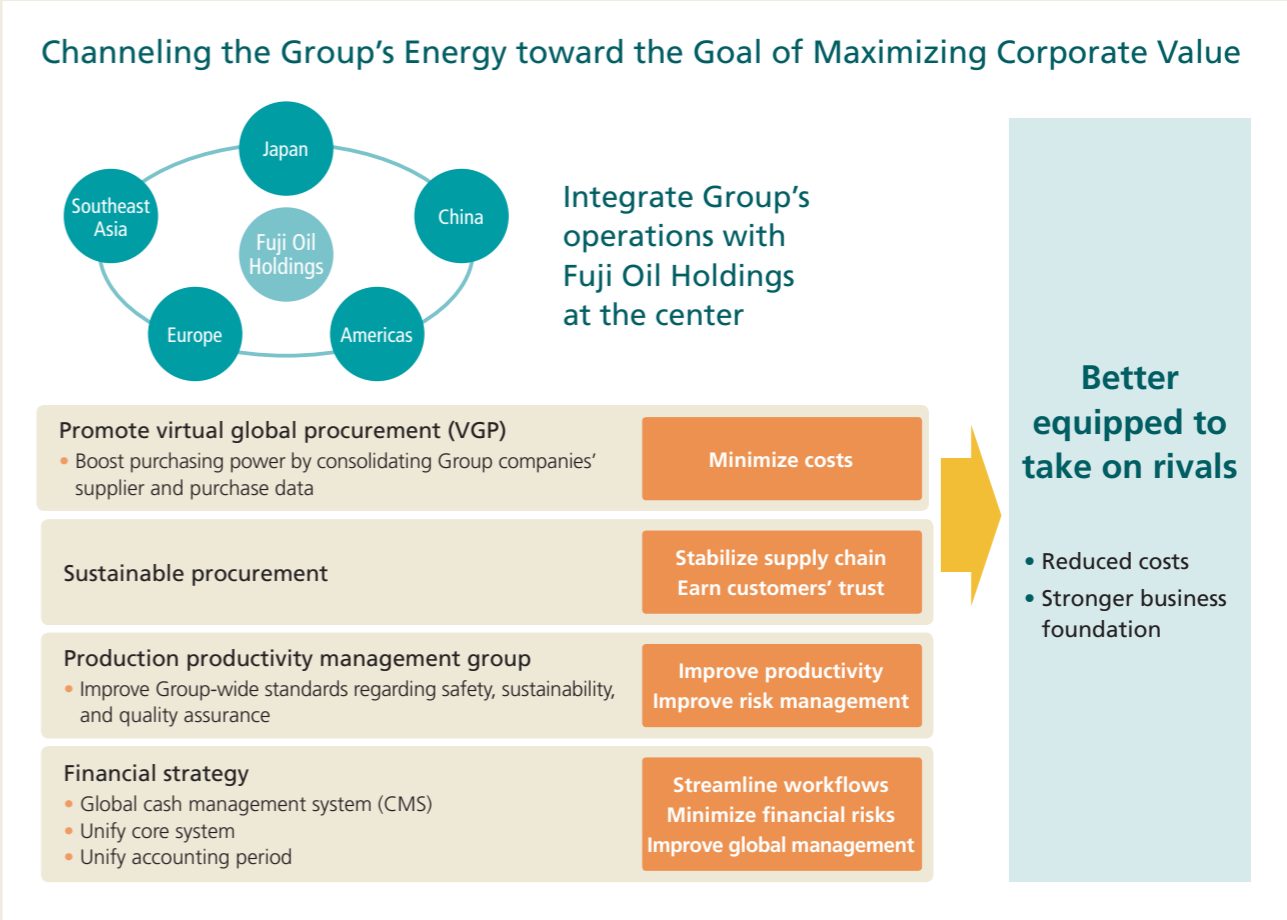 Channeling the Group’s Energy toward the Goal of Maximizing Corporate Value
Japan
Southeast
Asia
China
Fuji Oil
Holdings
Europe
Americas
Integrate Group’s
operations with
Fuji Oil Holdings
at the center
Promote virtual global procurement (VGP)
• Boost purchasing power by consolidating Group companies’
supplier and purchase data
Minimize costs
Sustainable procurement
Stabilize supply chain
Earn customers’ trust
Production productivity management group
• Improve Group-wide standards regarding safety, sustainability,
and quality assurance
Improve productivity
Improve risk management
Financial strategy
• Global cash management system (CMS)
• Unify core system
• Unify accounting period
Streamline workflows
Minimize financial risks
Improve global management
Better
equipped to
take on rivals
• Reduced costs
• Stronger business
foundation